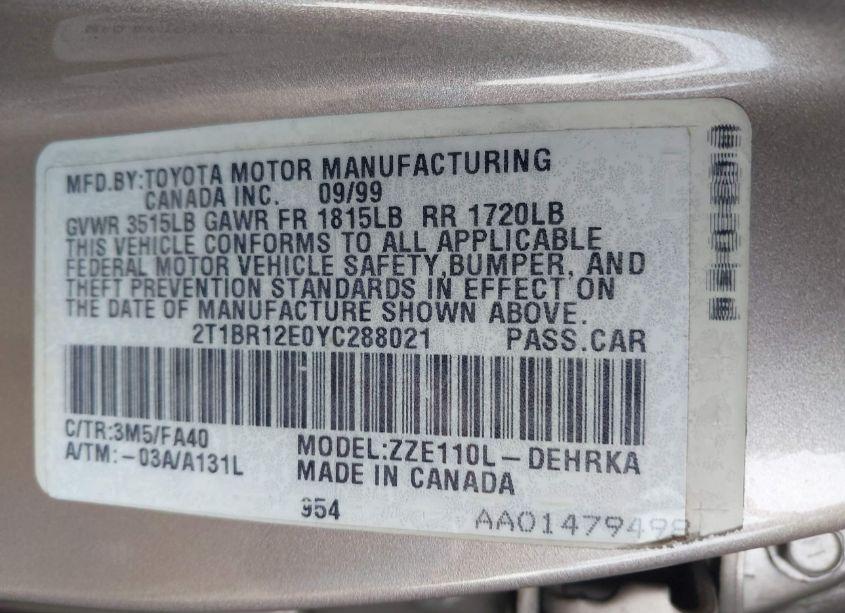 MFD.BY:TOYOTA MOTOR MANUFACTURING
CANADA INC. 09/99
GVWR 3515LB GAWR FR 1815LB RR 1720LB
THIS VEHICLE CONFORMS TO ALL APPLICABLE
FEDERAL MOTOR VEHICLE SAFETY,BUMPER, AND
THEFT PREVENTION STANDARDS IN EFFECT ON
THE DATE OF MANUFACTURE SHOWN ABOVE.
2T1BR12E0YC288021 PASS.CAR
C/TR:3M5/FA40
A/TM:-03A/A131L
MODEL:ZZE110L-DEHRKA
MADE IN CANADA
954